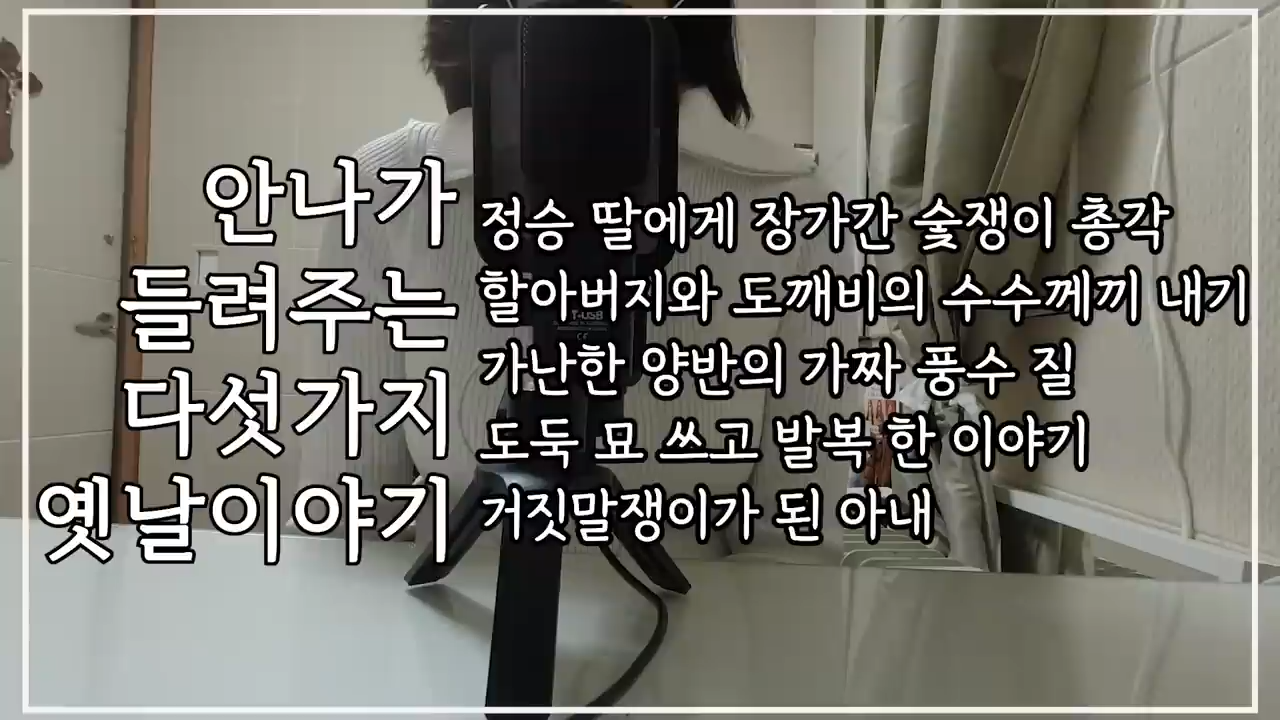 안나가
들려주는
다섯가지
옛날이야기
정승 딸에게 장가간 숯쟁이 총각
할아버지와 도깨비의 수수께끼 내기
가난한 양반의 가짜 풍수 질
도둑 묘 쓰고 발복 한 이야기
거짓말쟁이가 된 아내
T-USB
CE